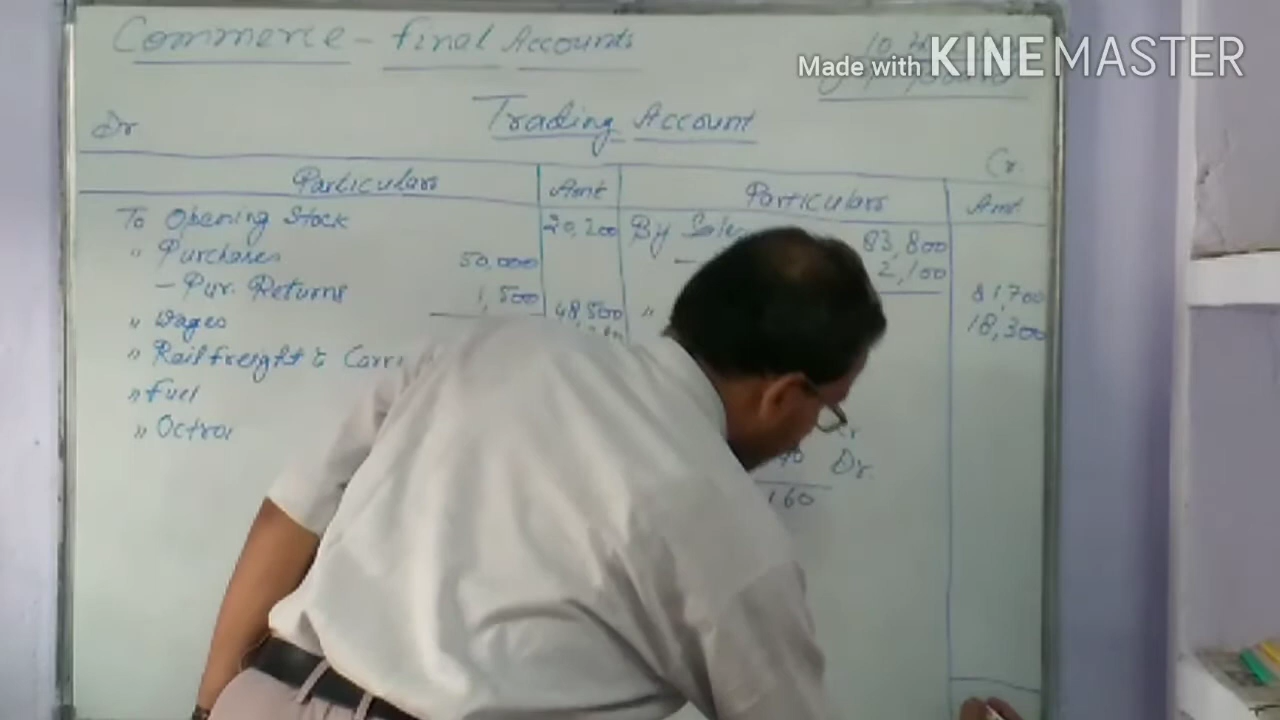 Commerce - Final Accounts
Made with KINEMASTER
Trading Account
Dr
Cr.
Particulars Amt Particulars Amt
To Opening Stock 20,200 By Sales 83,800
" Purchases 50,000 2,100
- Pur. Returns 1,500 48,500 " 81,700
" Wages 18,300
" Railfreight &
" Fuel
" Octroi
Dr.
160